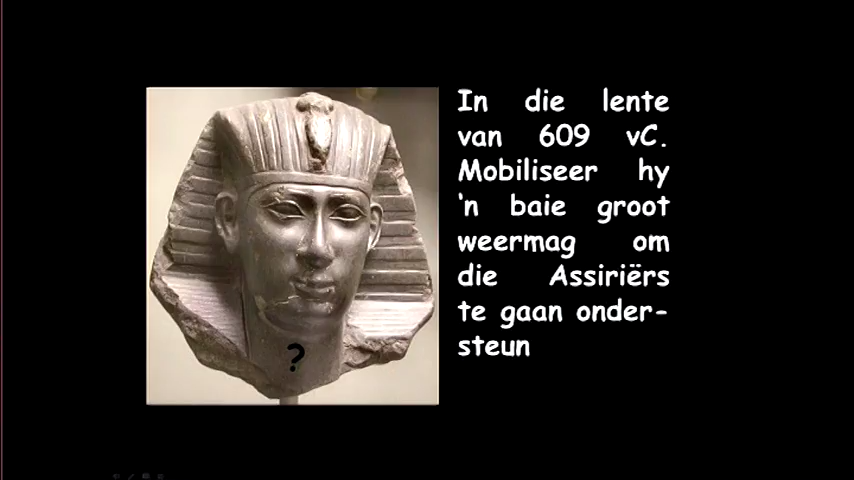 In die lente
van 609 vC.
Mobiliseer hy
‘n baie groot
weermag om
die Assiriërs
te gaan onder-
steun
?